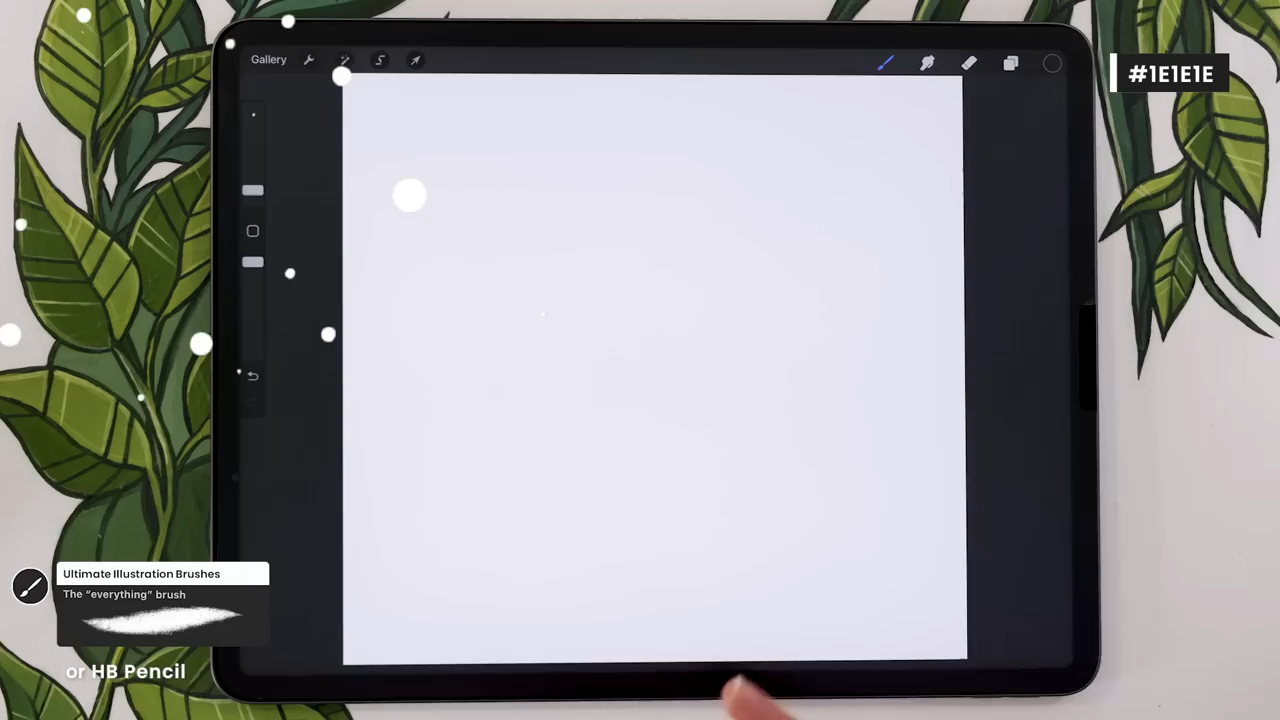 Gallery
#1E1E1E
Ultimate Illustration Brushes
The “everything” brush
or HB Pencil